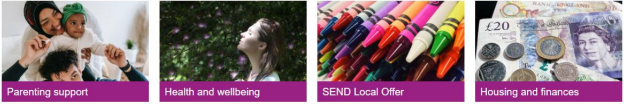 Parenting support
Health and wellbeing
SEND Local Offer
Housing and finances
£20